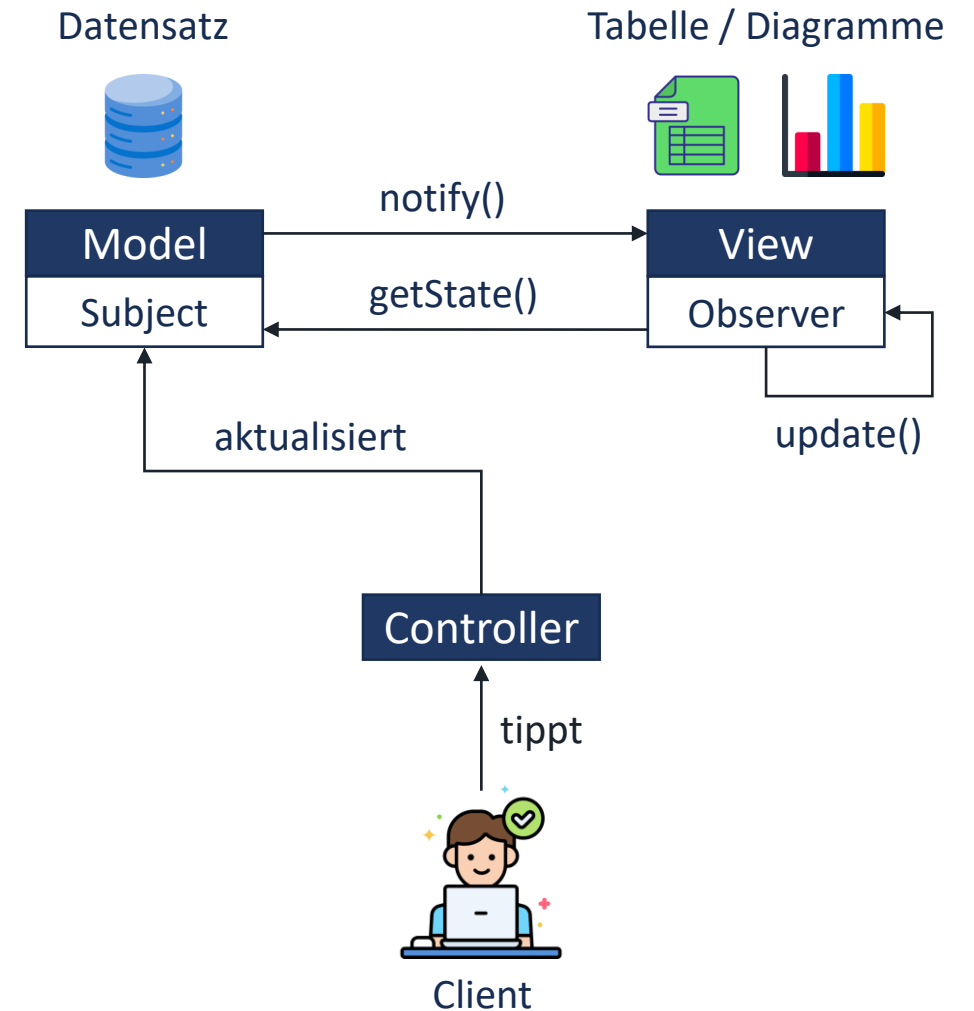 Datensatz
Tabelle / Diagramme
notify()
Model
View
getState()
Subject
Observer
aktualisiert
update()
Controller
tippt
Client